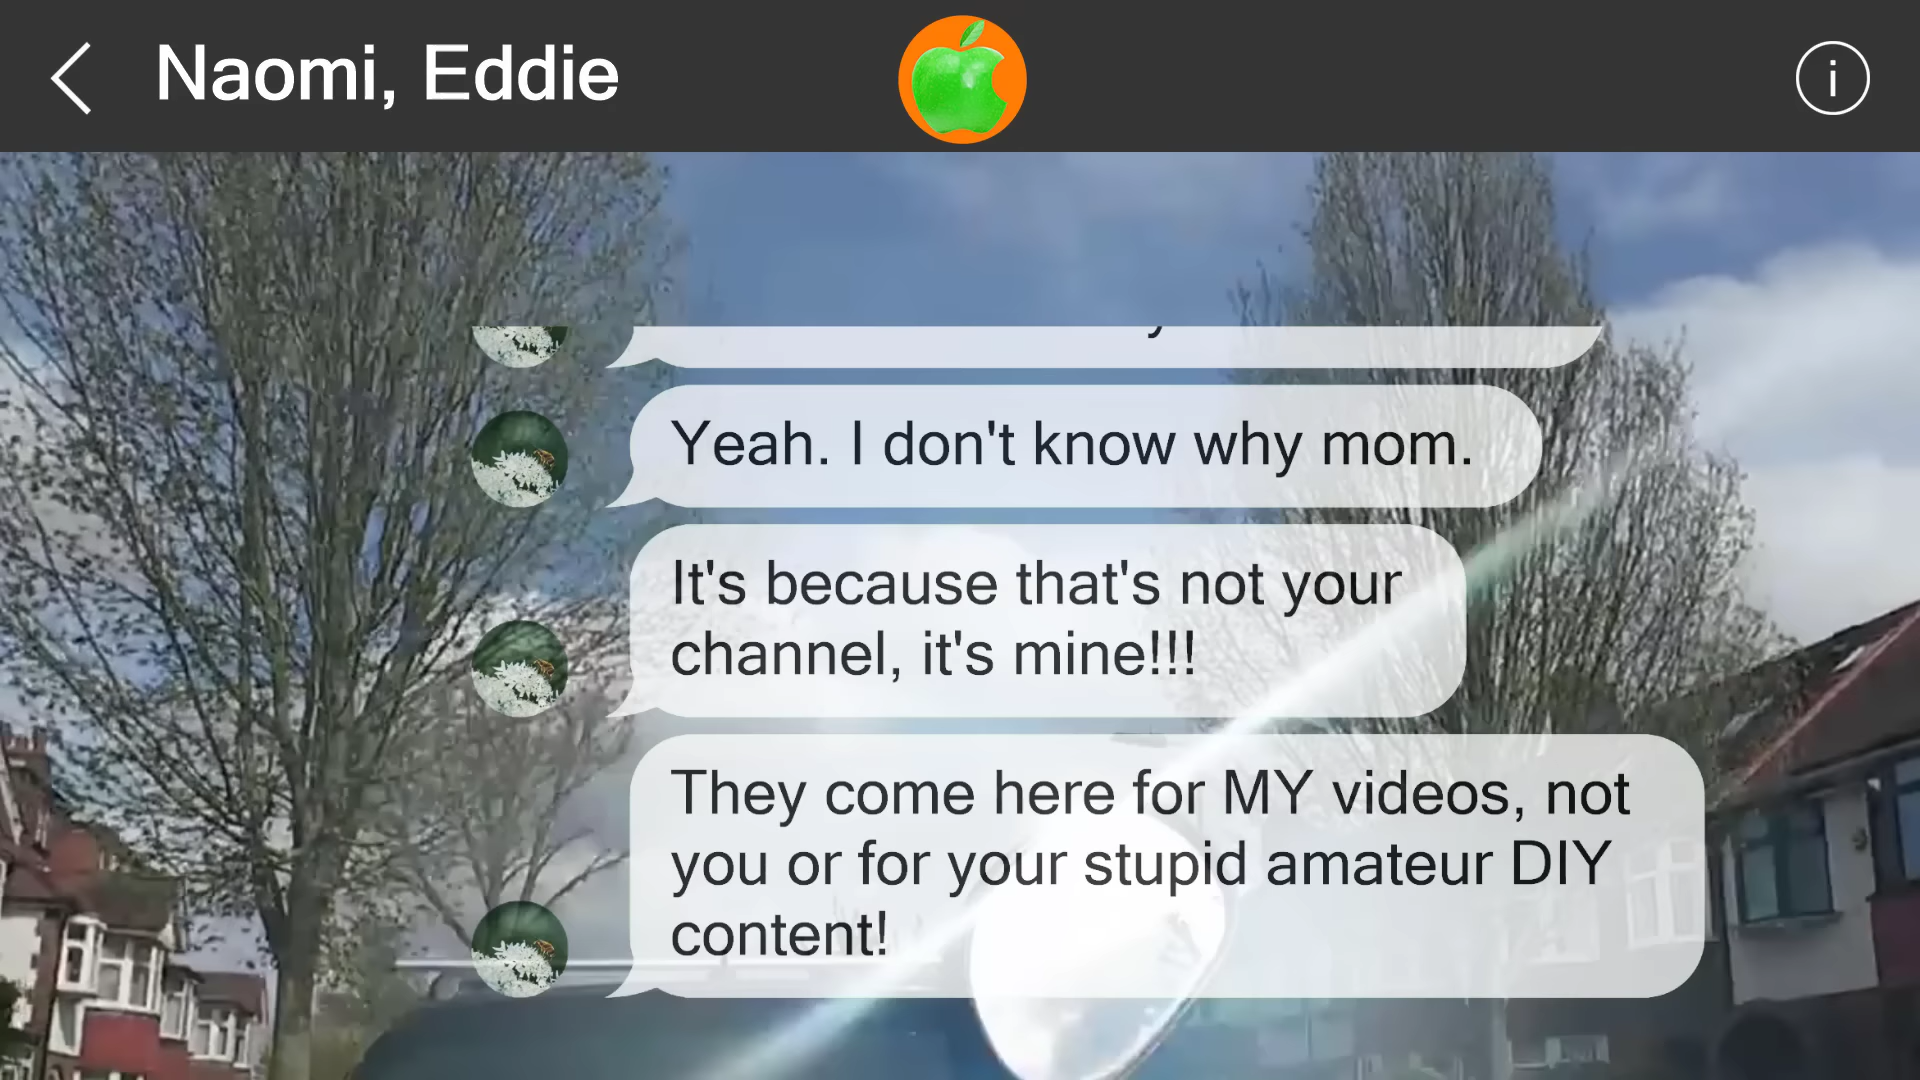 Naomi, Eddie
Yeah. I don't know why mom.
It's because that's not your
channel, it's mine!!!
They come here for MY videos, not
you or for your stupid amateur DIY
content!